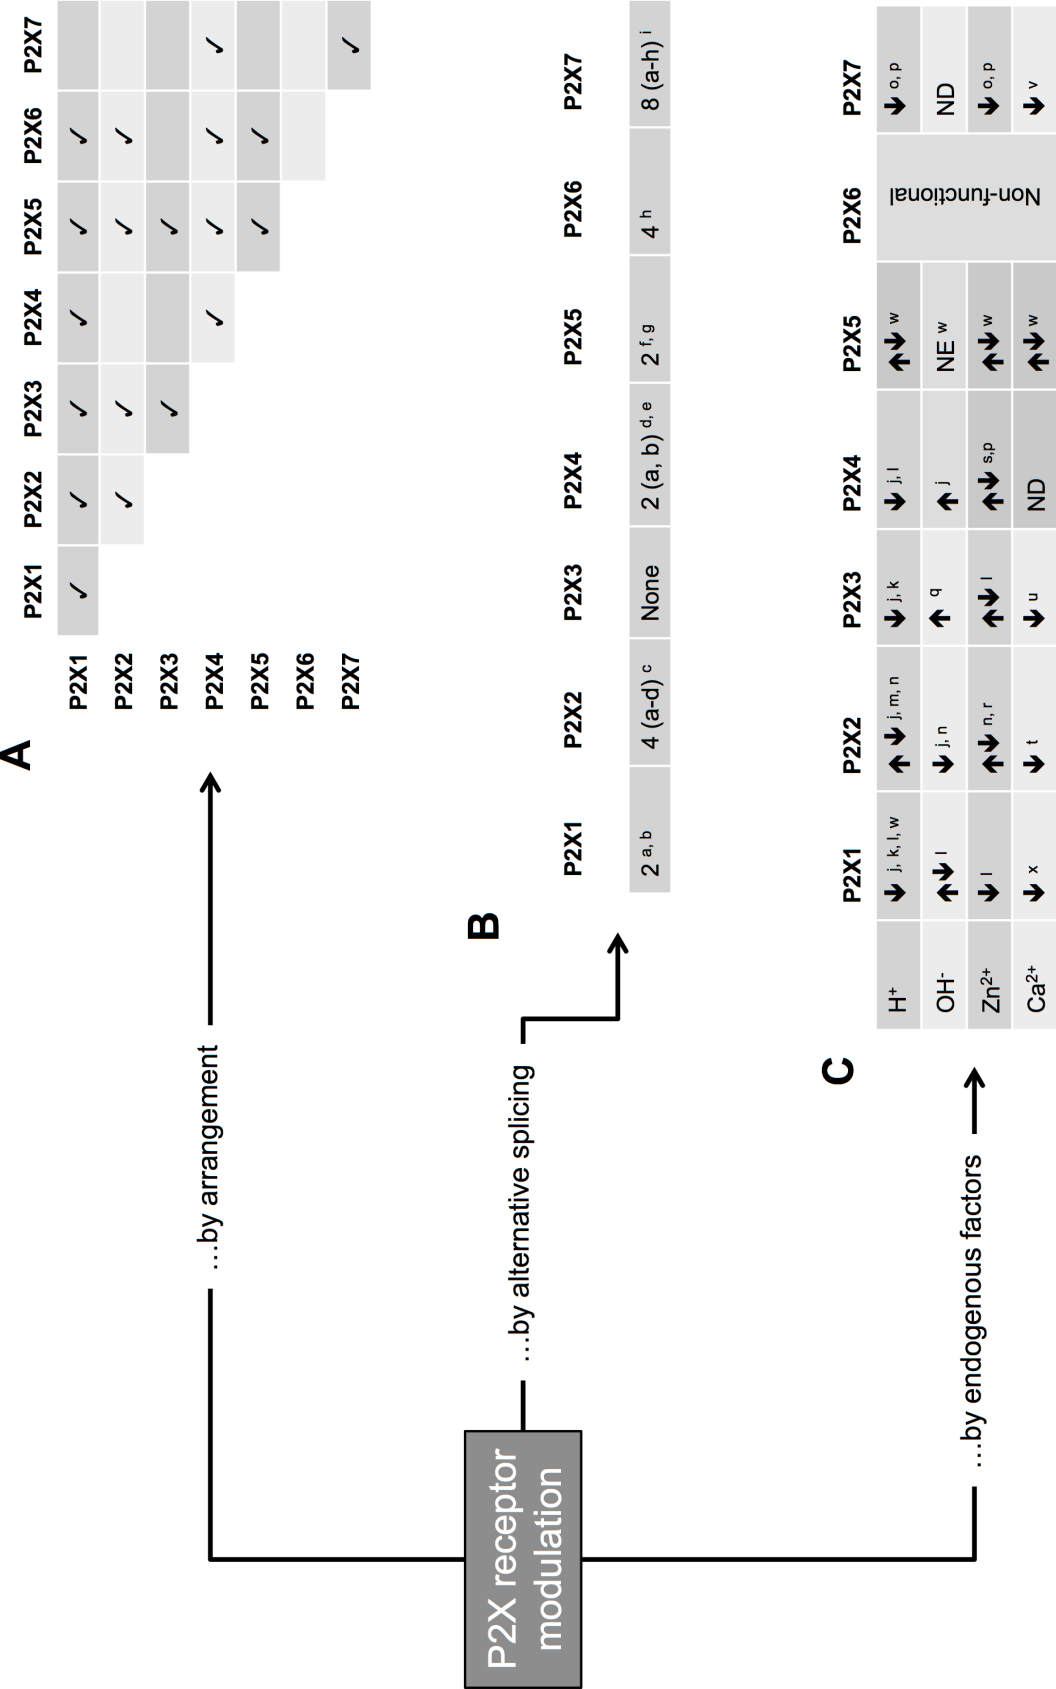 P2X receptor
modulation
…by arrangement
A
P2X1 P2X2 P2X3 P2X4 P2X5 P2X6 P2X7
P2X1 ✓ ✓ ✓ ✓ ✓ ✓
P2X2 ✓ ✓ ✓ ✓
P2X3 ✓ ✓
P2X4 ✓ ✓ ✓ ✓
P2X5 ✓ ✓
P2X6
P2X7 ✓
…by alternative splicing
B
P2X1 P2X2 P2X3 P2X4 P2X5 P2X6 P2X7
2 a, b 4 (a-d) c None 2 (a, b) d, e 2 f, g 4 h 8 (a-h) i
…by endogenous factors
C
P2X1 P2X2 P2X3 P2X4 P2X5 P2X6 P2X7
H+ ↓ j, k, l, w ↑↓ j, m, n ↓ j, k ↓ j, l ↑↓ w Non-functional ↓ o, p
OH- ↑↓ l ↓ j, n ↑ q ↑ j NE w ND
Zn2+ ↓ l ↑↓ n, r ↑↓ l ↑↓ s,p ↑↓ w ↓ o, p
Ca2+ ↓ x ↓ t ↓ u ND ↑↓ w ↓ v